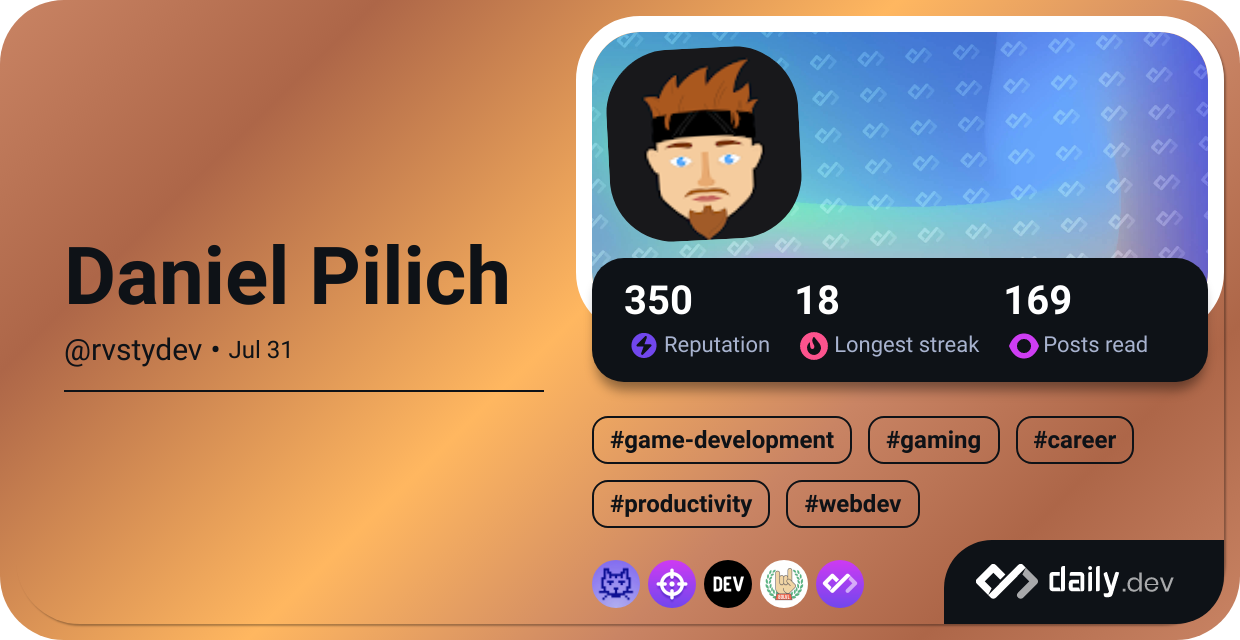 Daniel Pilich
@rvstydev • Jul 31
350 18 169
Reputation Longest streak Posts read
#game-development #gaming #career
#productivity #webdev
DEV
daily.dev